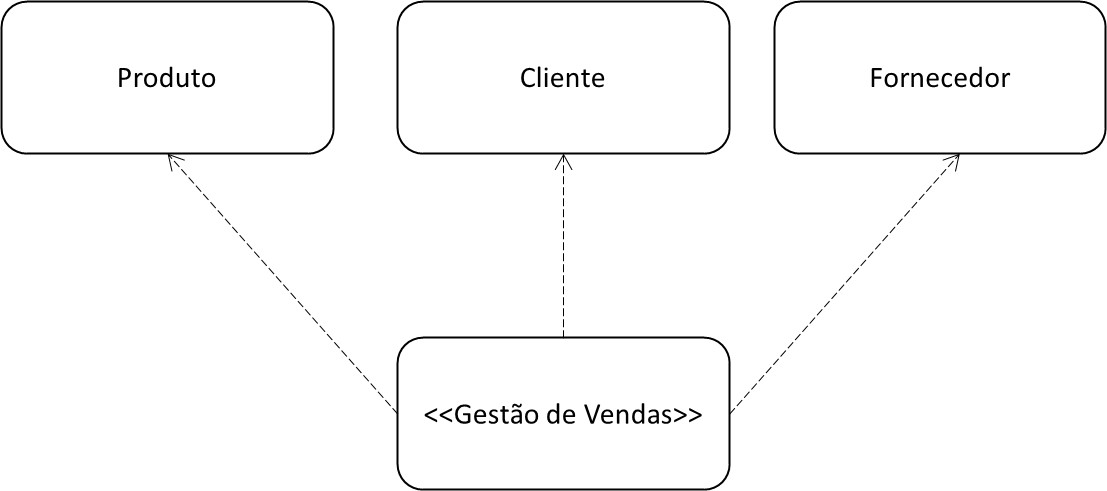 Produto
Cliente
Fornecedor
<<Gestão de Vendas>>